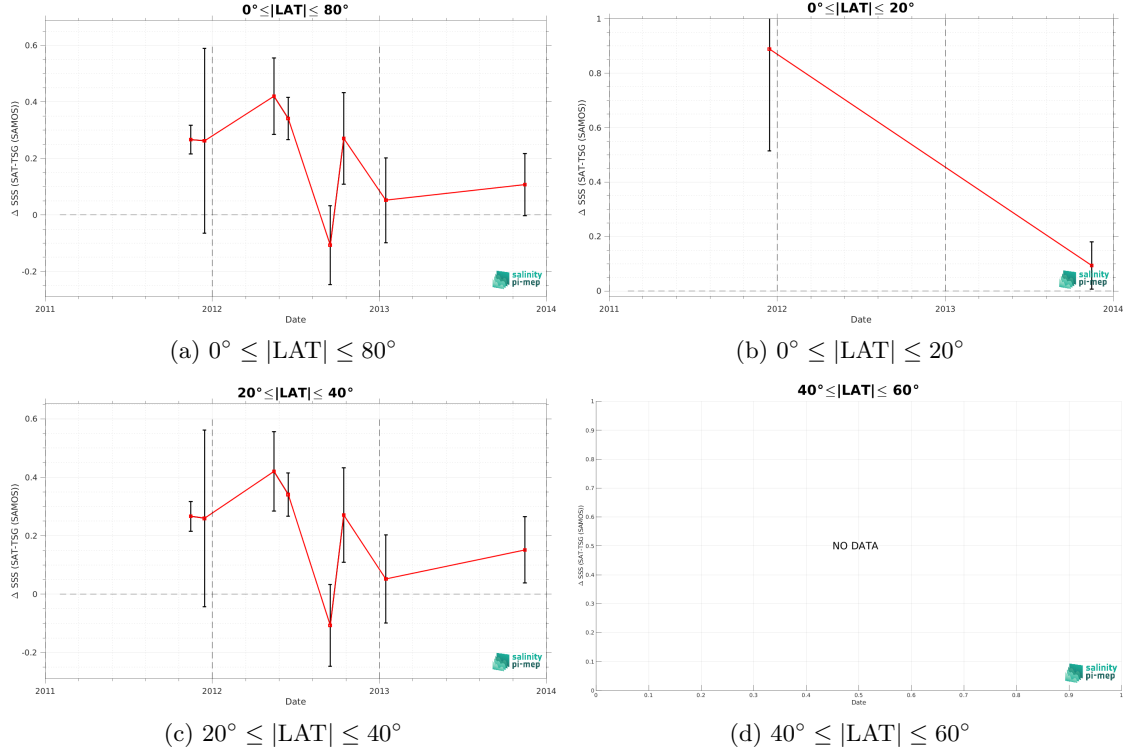 0°≤|LAT|≤ 80°
Δ SSS (SAT-TSG (SAMOS))
0.6
0.4
0.2
0
-0.2
salinity
pi-mep
2011
2012
2013
2014
Date
(a) 0° ≤ |LAT| ≤ 80°
0°≤|LAT|≤ 20°
Δ SSS (SAT-TSG (SAMOS))
1
0.8
0.6
0.4
0.2
0
salinity
pi-mep
2011
2012
2013
2014
Date
(b) 0° ≤ |LAT| ≤ 20°
20°≤|LAT|≤ 40°
Δ SSS (SAT-TSG (SAMOS))
0.6
0.4
0.2
0
-0.2
salinity
pi-mep
2011
2012
2013
2014
Date
(c) 20° ≤ |LAT| ≤ 40°
40°≤|LAT|≤ 60°
Δ SSS (SAT-TSG (SAMOS))
1
0.9
0.8
0.7
0.6
0.5
0.4
0.3
0.2
0.1
0
NO DATA
salinity
pi-mep
0 0.1 0.2 0.3 0.4 0.5 0.6 0.7 0.8 0.9 1
Date
(d) 40° ≤ |LAT| ≤ 60°